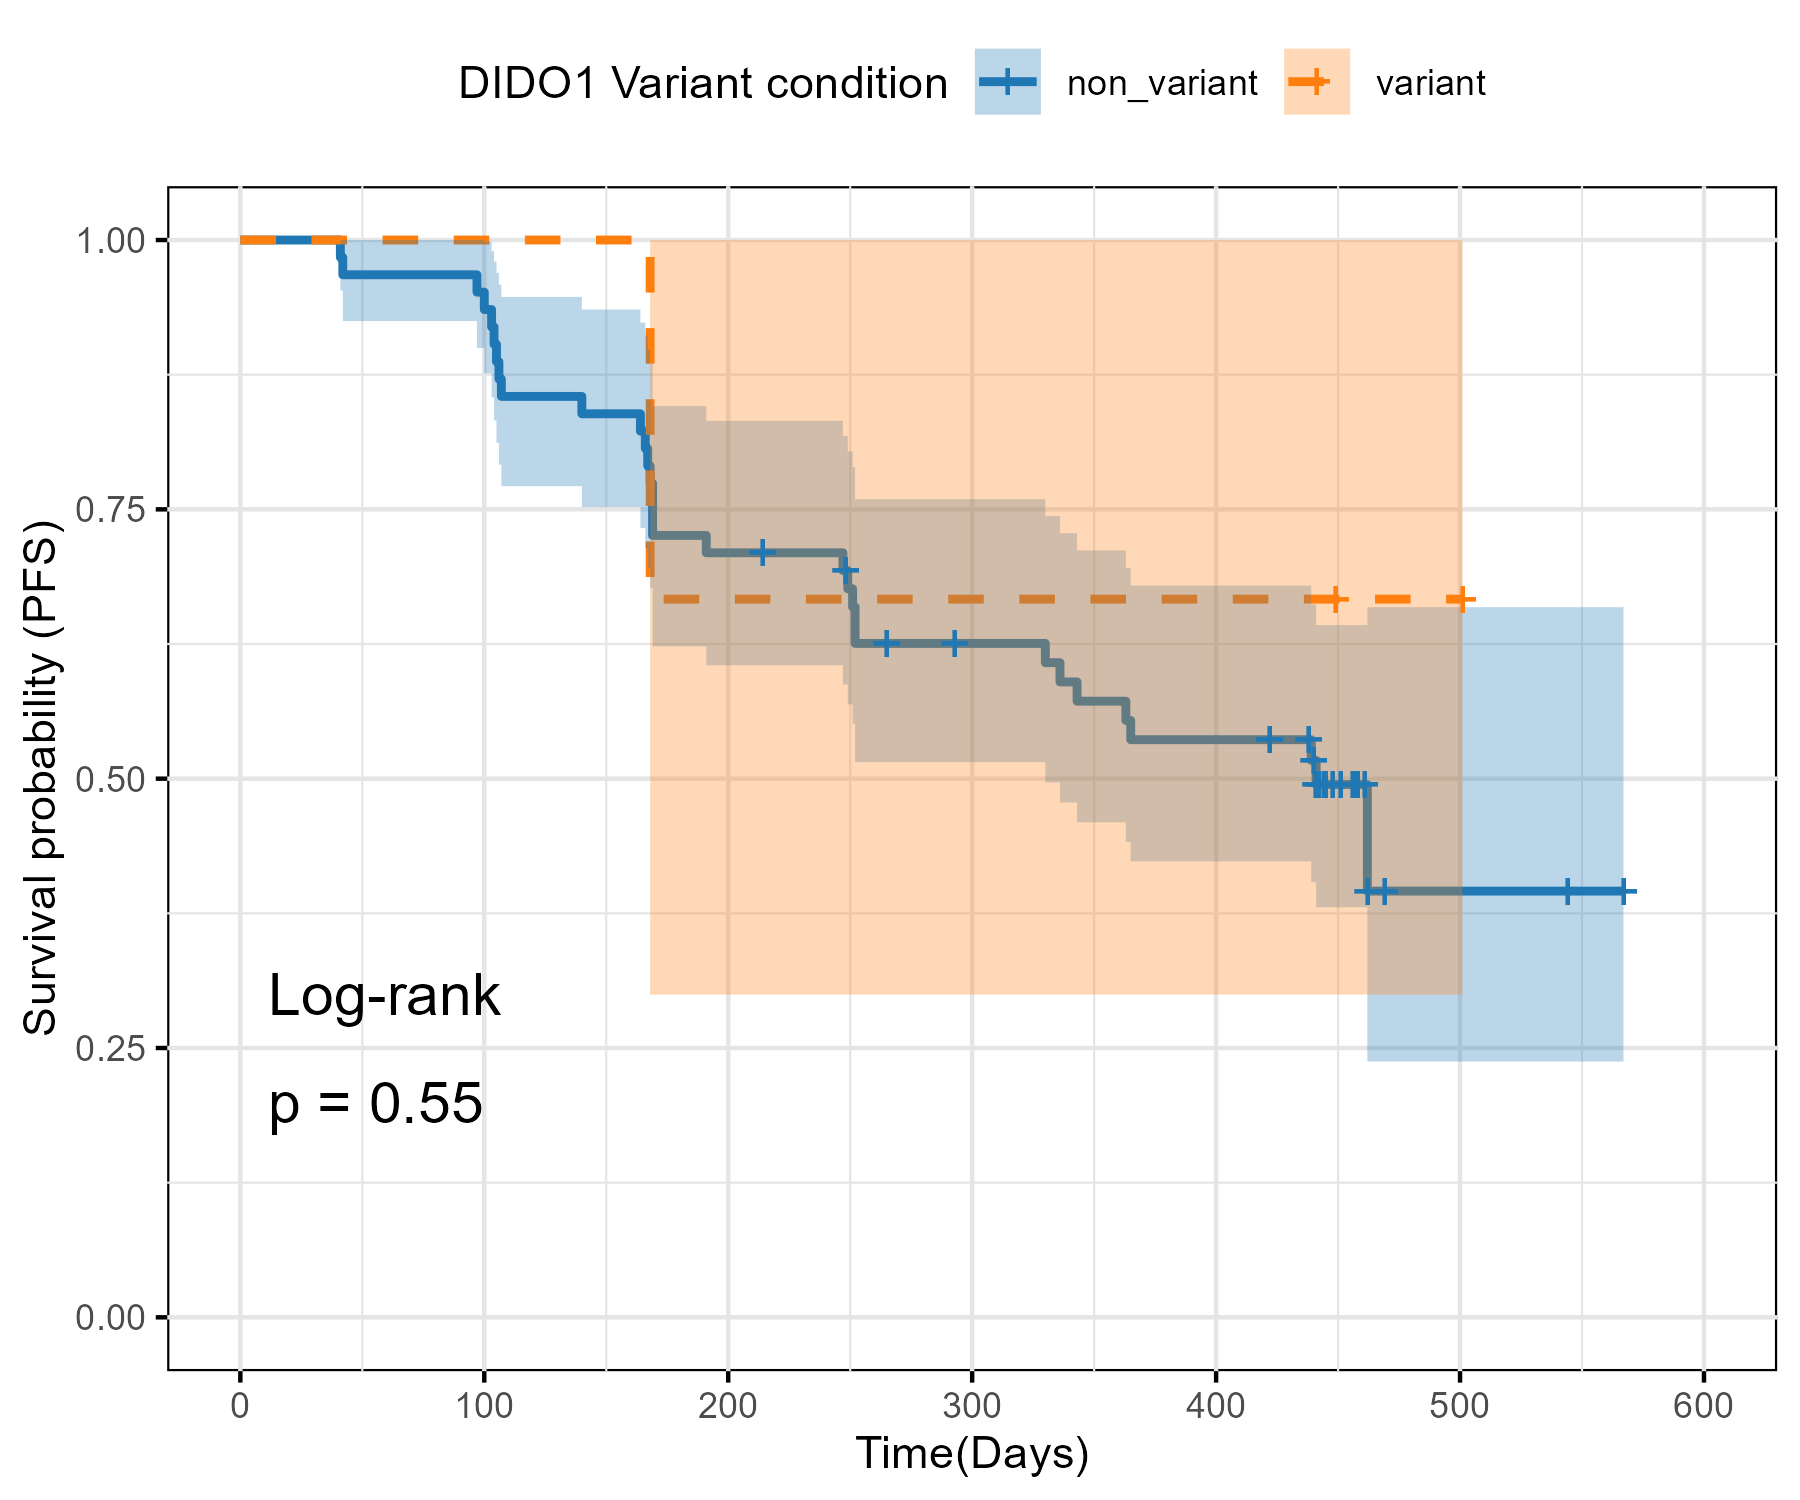 DIDO1 Variant condition non_variant variant
1.00
0.75
0.50
0.25
0.00
Survival probability (PFS)
Log-rank
p = 0.55
0 100 200 300 400 500 600
Time(Days)